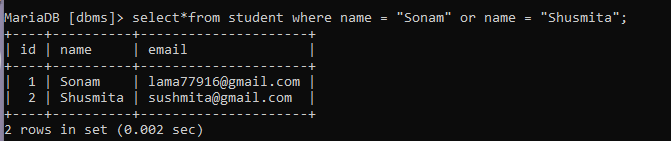 MariaDB [dbms]> select*from student where name = "Sonam" or name = "Shusmita";
+----+----------+---------------------+
| id | name     | email               |
+----+----------+---------------------+
|  1 | Sonam    | lama77916@gmail.com |
|  2 | Shusmita | sushmita@gmail.com  |
+----+----------+---------------------+
2 rows in set (0.002 sec)